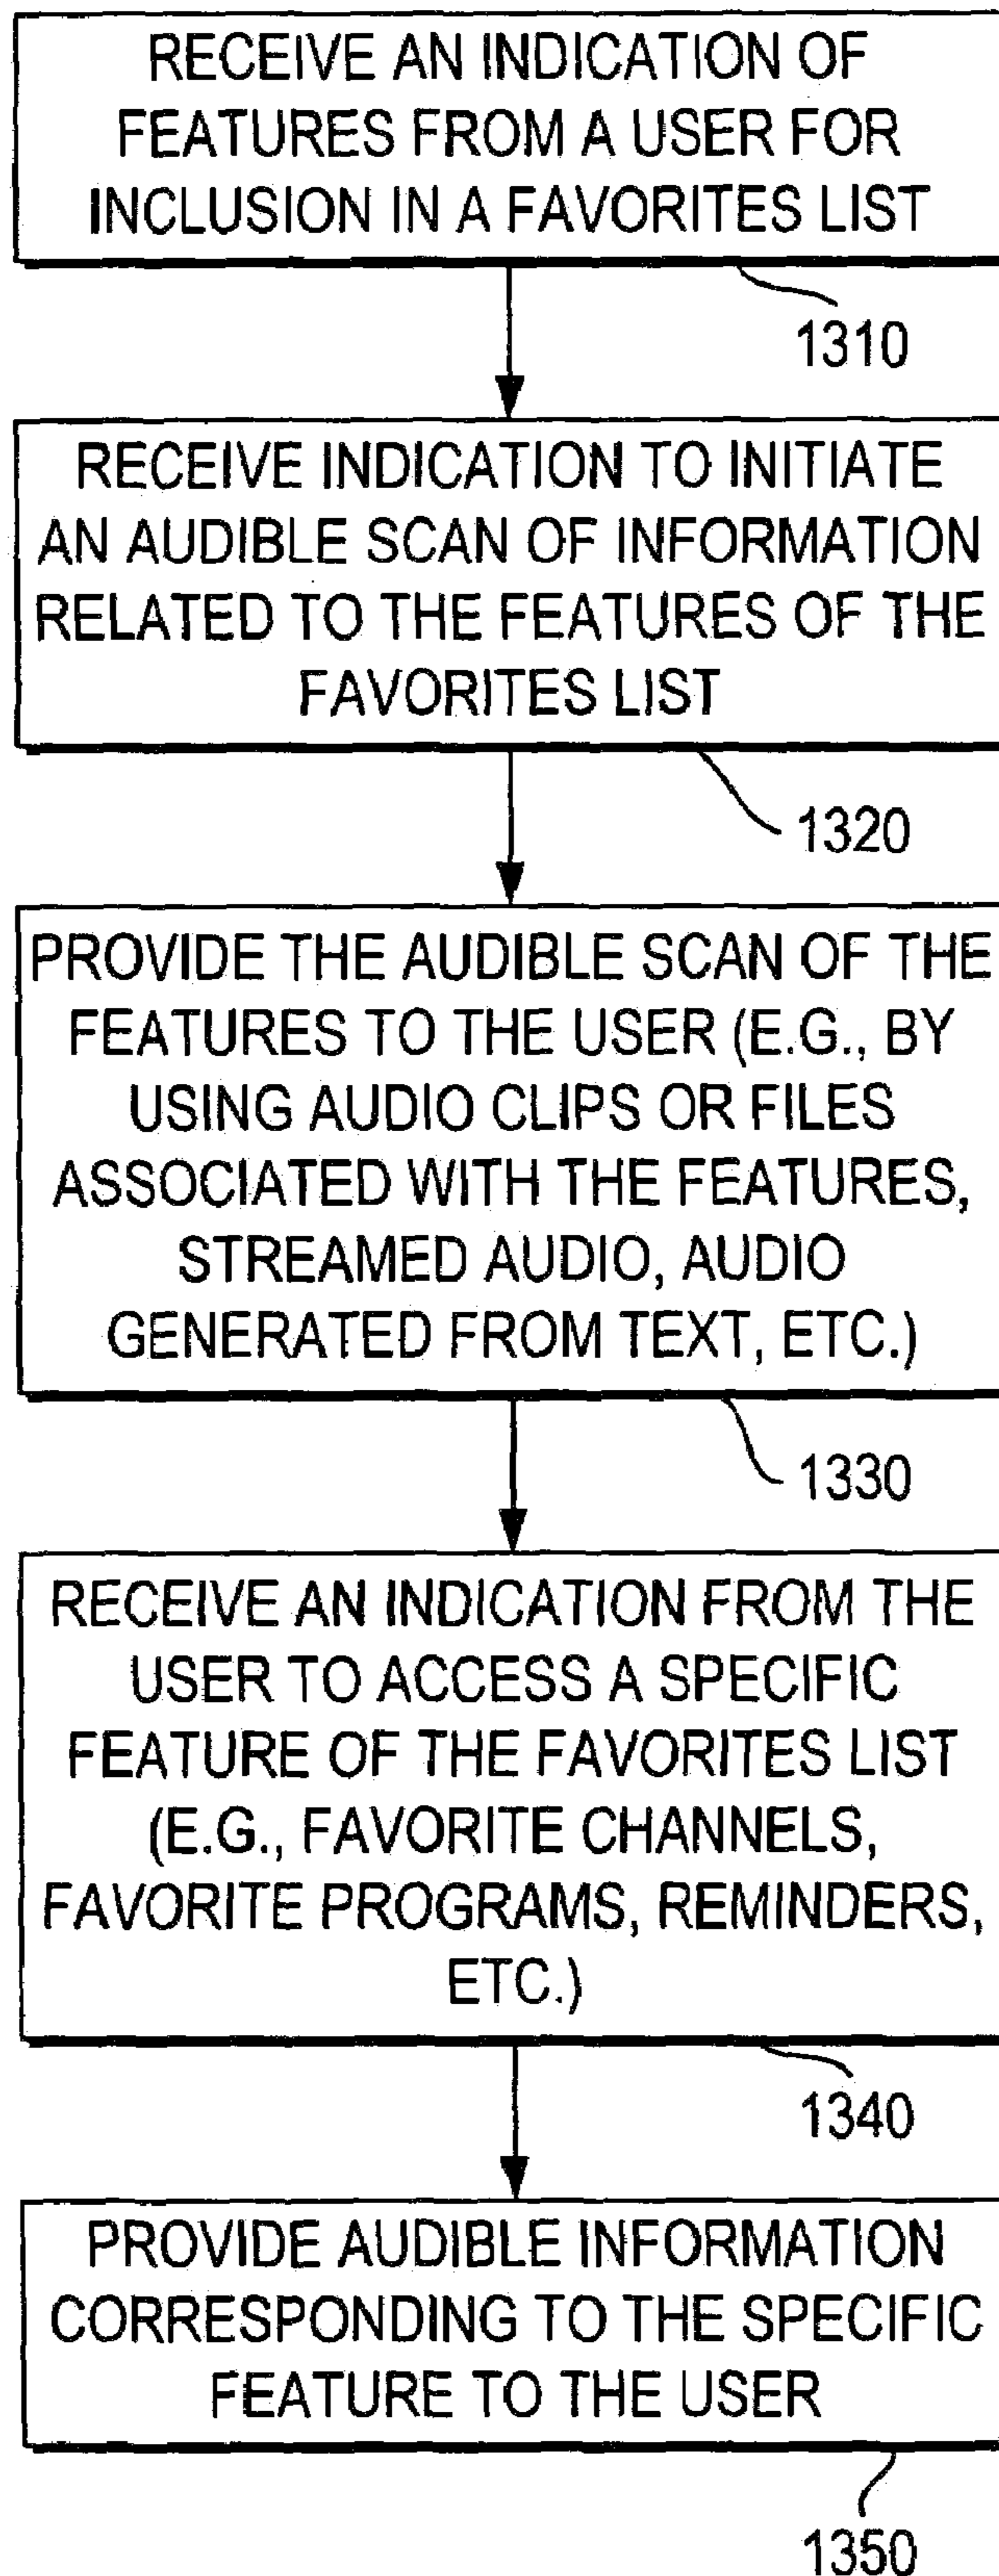 RECEIVE AN INDICATION OF
FEATURES FROM A USER FOR
INCLUSION IN A FAVORITES LIST
1310
RECEIVE INDICATION TO INITIATE
AN AUDIBLE SCAN OF INFORMATION
RELATED TO THE FEATURES OF THE
FAVORITES LIST
1320
PROVIDE THE AUDIBLE SCAN OF THE
FEATURES TO THE USER (E.G., BY
USING AUDIO CLIPS OR FILES
ASSOCIATED WITH THE FEATURES,
STREAMED AUDIO, AUDIO
GENERATED FROM TEXT, ETC.)
1330
RECEIVE AN INDICATION FROM THE
USER TO ACCESS A SPECIFIC
FEATURE OF THE FAVORITES LIST
(E.G., FAVORITE CHANNELS,
FAVORITE PROGRAMS, REMINDERS,
ETC.)
1340
PROVIDE AUDIBLE INFORMATION
CORRESPONDING TO THE SPECIFIC
FEATURE TO THE USER
1350